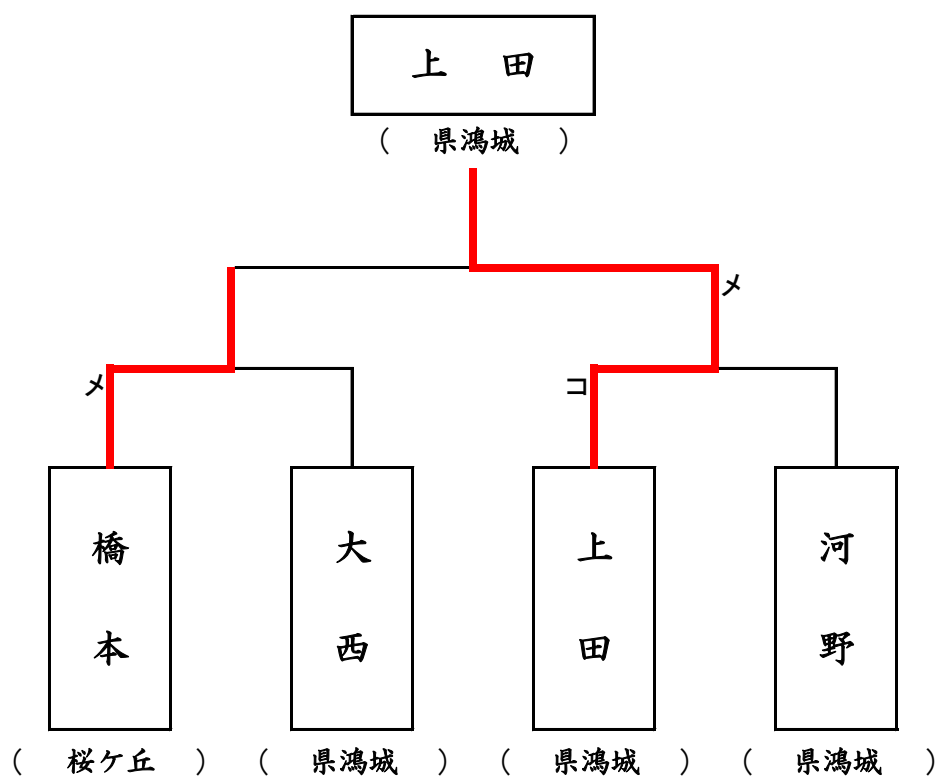 上 田
( 県鴻城 )
メ
メ
コ
橋本
大西
上田
河野
( 桜ケ丘 ) ( 県鴻城 ) ( 県鴻城 ) ( 県鴻城 )